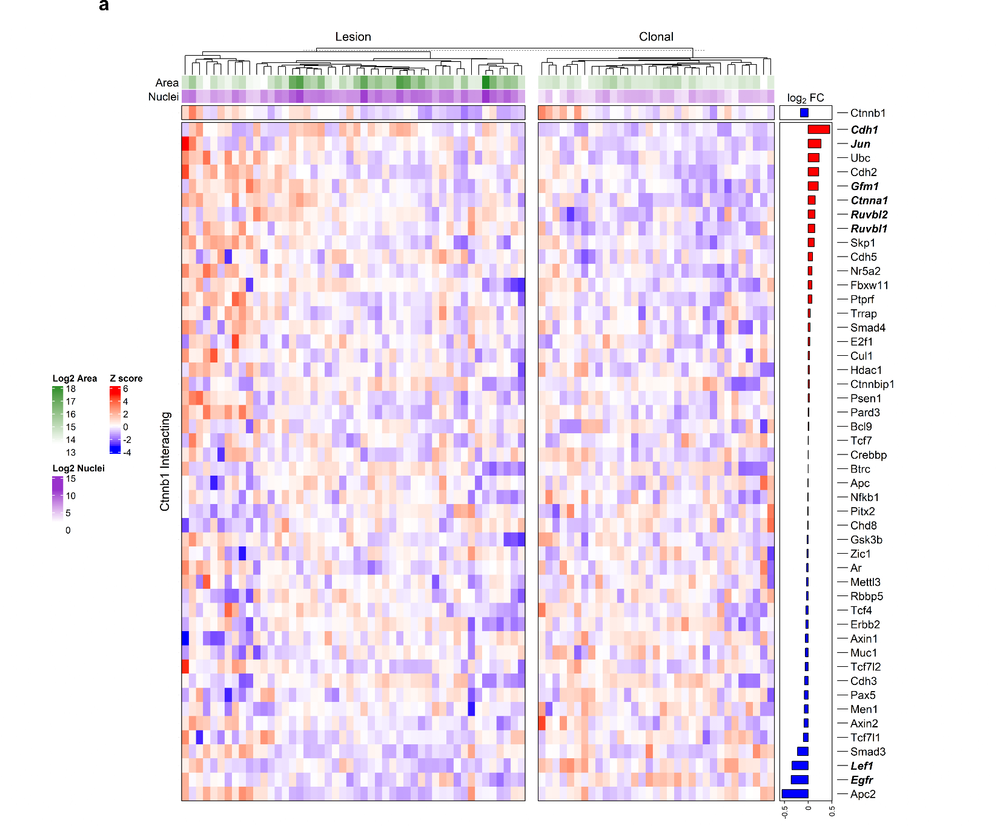 a
Lesion
Clonal
Area
Nuclei
log2 FC
Ctnnb1
Cdh1
Jun
Ubc
Cdh2
Gfm1
Ctnna1
Ruvbl2
Ruvbl1
Skp1
Cdh5
Nr5a2
Fbxw11
Ptprf
Trrap
Smad4
E2f1
Cul1
Hdac1
Ctnnbip1
Psen1
Pard3
Bcl9
Tcf7
Crebbp
Btrc
Apc
Nfkb1
Pitx2
Chd8
Gsk3b
Zic1
Ar
Mettl3
Rbbp5
Tcf4
Erbb2
Axin1
Muc1
Tcf7l2
Cdh3
Pax5
Men1
Axin2
Tcf7l1
Smad3
Lef1
Egfr
Apc2
-0.5
0
0.5
Ctnnb1 Interacting
Log2 Area
18
17
16
15
14
13
Z score
6
4
2
0
-2
-4
Log2 Nuclei
15
10
5
0